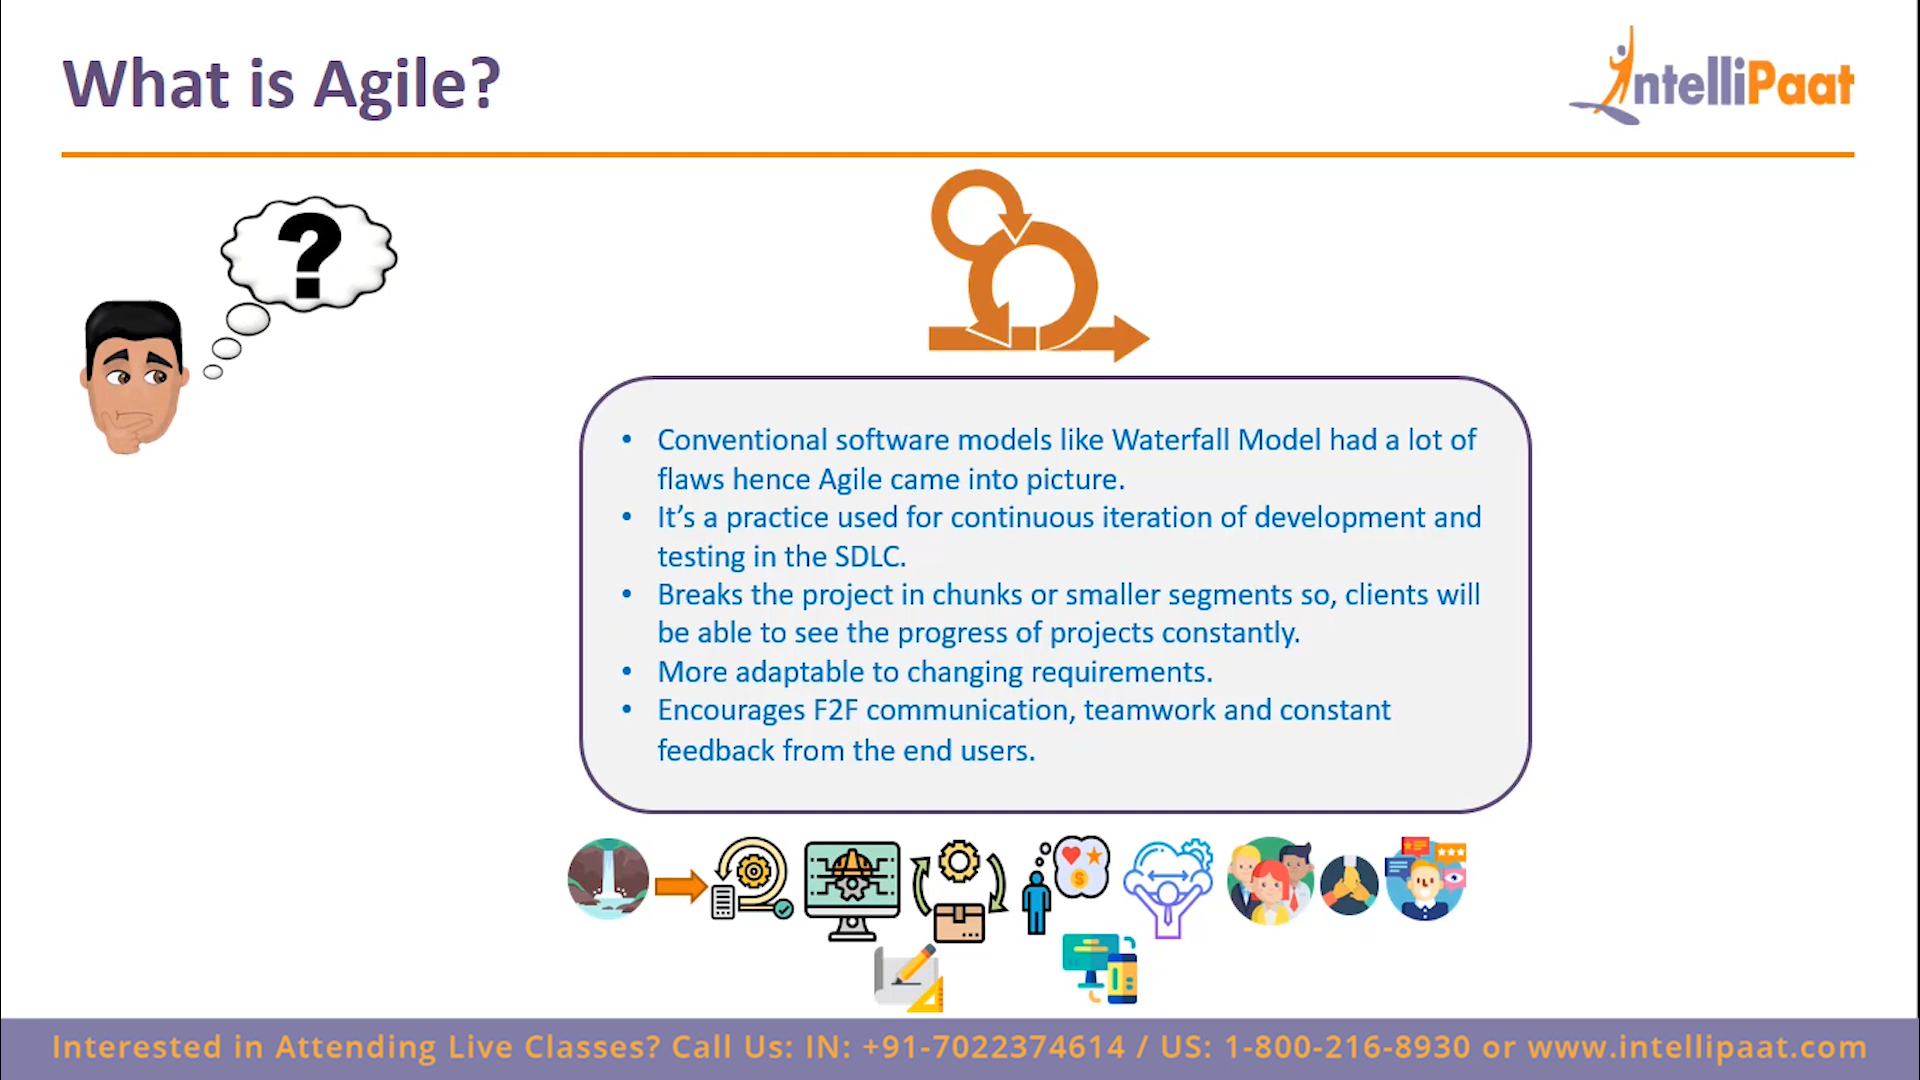 What is Agile?
IntelliPaat
?
• Conventional software models like Waterfall Model had a lot of
flaws hence Agile came into picture.
• It's a practice used for continuous iteration of development and
testing in the SDLC.
• Breaks the project in chunks or smaller segments so, clients will
be able to see the progress of projects constantly.
• More adaptable to changing requirements.
• Encourages F2F communication, teamwork and constant
feedback from the end users.
Interested in Attending Live Classes? Call Us: IN: +91-7022374614 / US: 1-800-216-8930 or www.intellipaat.com